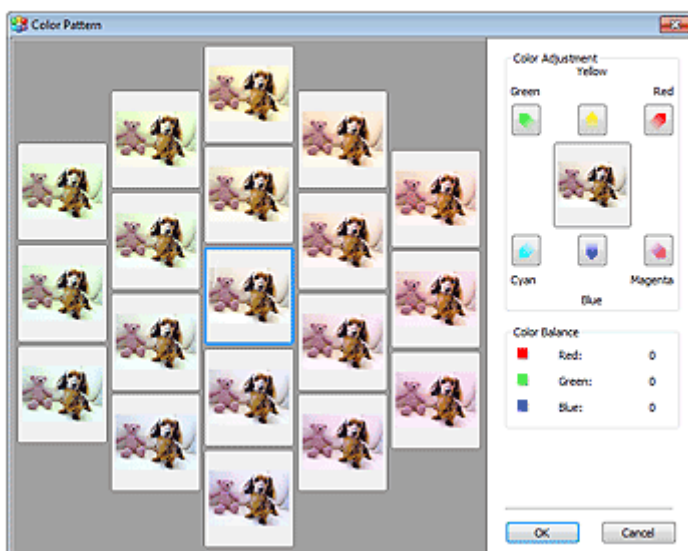 Color Pattern
Color Adjustment
Yellow
Green Red
Cyan Magenta
Blue
Color Balance
Red: 0
Green: 0
Blue: 0
OK Cancel